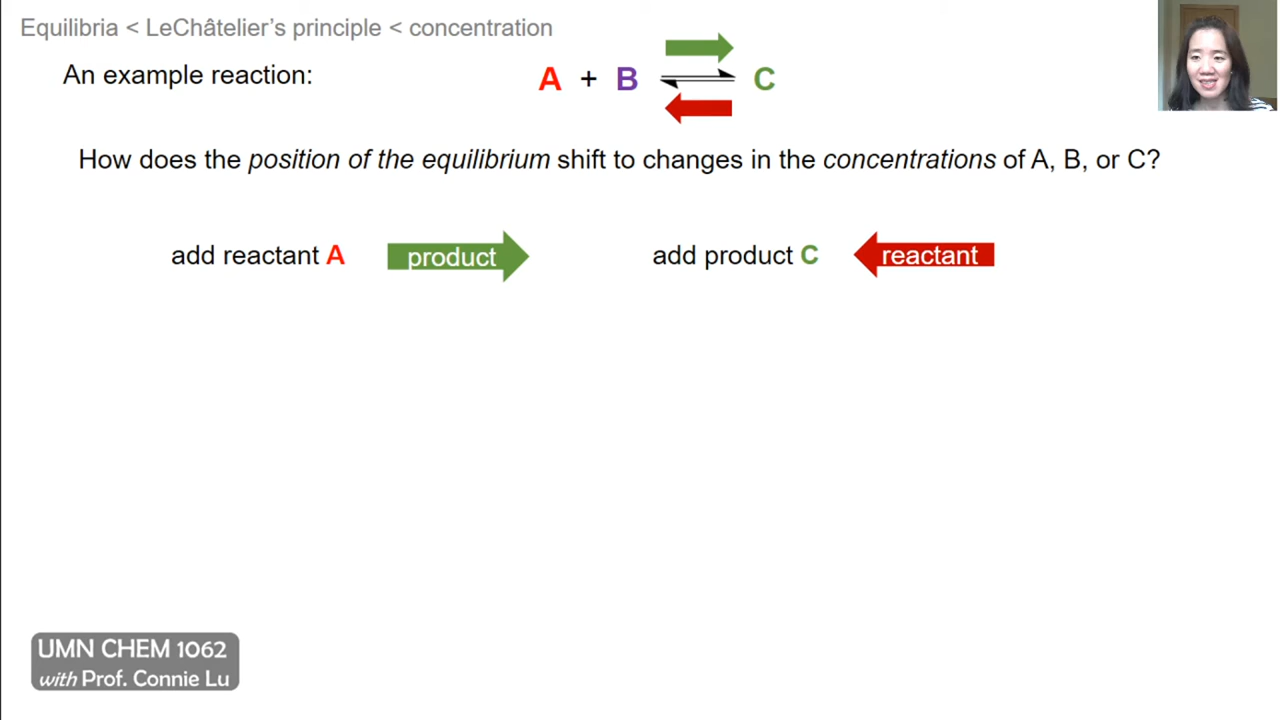 Equilibria < LeChâtelier's principle < concentration
An example reaction: A + B ⇌ C
How does the position of the equilibrium shift to changes in the concentrations of A, B, or C?
add reactant A product add product C reactant
UMN CHEM 1062
with Prof. Connie Lu